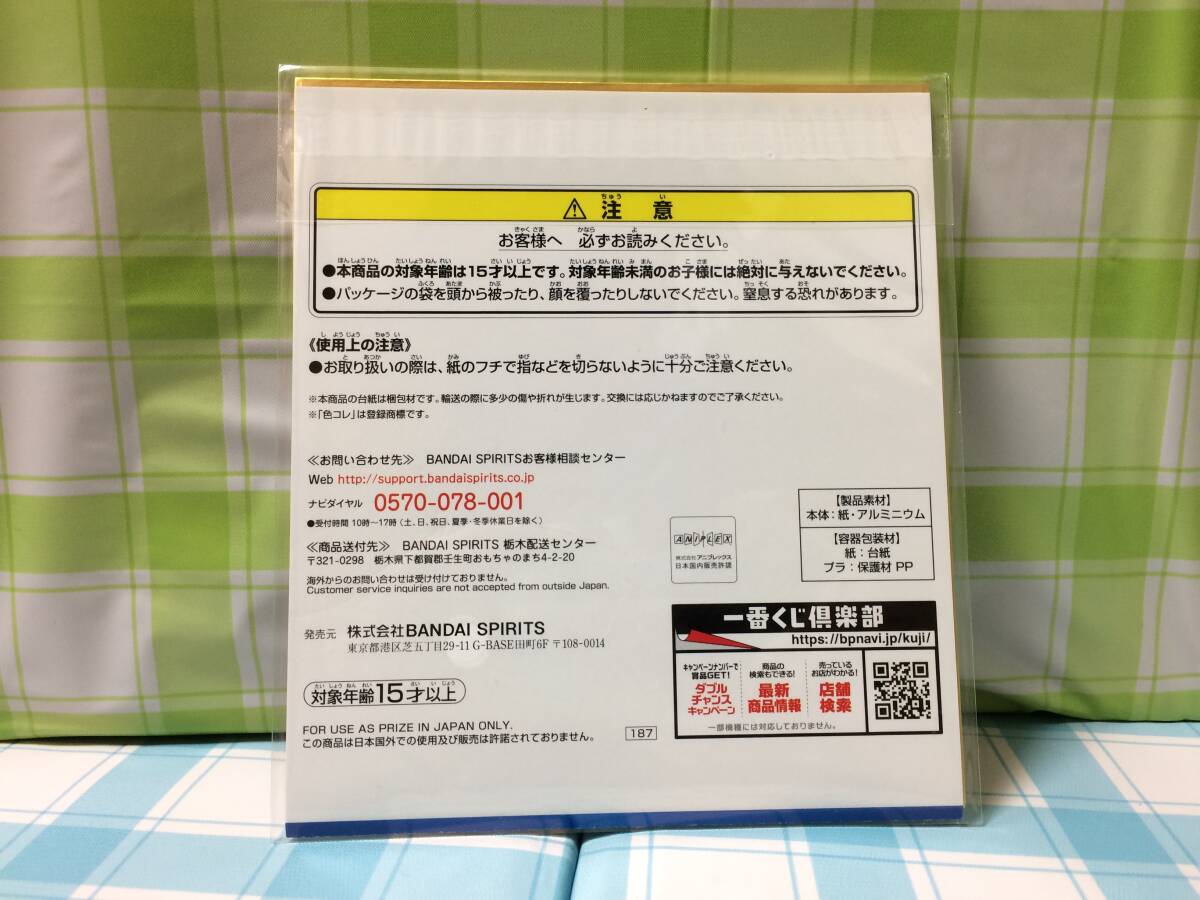 ⚠ 注意
お客様へ 必ずお読みください。
●本商品の対象年齢は15才以上です。対象年齢未満のお子様には絶対に与えないでください。
●パッケージの袋を頭から被ったり、顔を覆ったりしないでください。窒息する恐れがあります。
《使用上の注意》
●お取り扱いの際は、紙のフチで指などを切らないように十分ご注意ください。
※本商品の台紙は梱包材です。輸送の際に多少の傷や折れが生じます。交換には応じかねますのでご了承ください。
※「色コレ」は登録商標です。
≪お問い合わせ先≫ BANDAI SPIRITSお客様相談センター
Web http://support.bandaispirits.co.jp
ナビダイヤル 0570-078-001
●受付時間 10時〜17時 (土、日、祝日、夏季・冬季休業日を除く)
≪商品送付先≫ BANDAI SPIRITS 栃木配送センター
〒321-0298 栃木県下都賀郡壬生町おもちゃのまち4-2-20
海外からのお問い合わせは受け付けておりません。
Customer service inquiries are not accepted from outside Japan.
発売元 株式会社BANDAI SPIRITS
東京都港区芝五丁目29-11 G-BASE田町6F 〒108-0014
対象年齢15才以上
FOR USE AS PRIZE IN JAPAN ONLY.
この商品は日本国外での使用及び販売は許諾されておりません。
187
ANIPLEX
株式会社アニプレックス
日本国内販売許諾
【製品素材】
本体：紙・アルミニウム
【容器包装材】
紙：台紙
プラ：保護材 PP
一番くじ倶楽部
https://bpnavi.jp/kuji/
キャンペーンナンバーで
賞品GET!
ダブル
チャンス
キャンペーン
商品の
検索もできる!
最新
商品情報
売っている
お店がわかる!
店舗
検索
一部機種には対応しておりません。